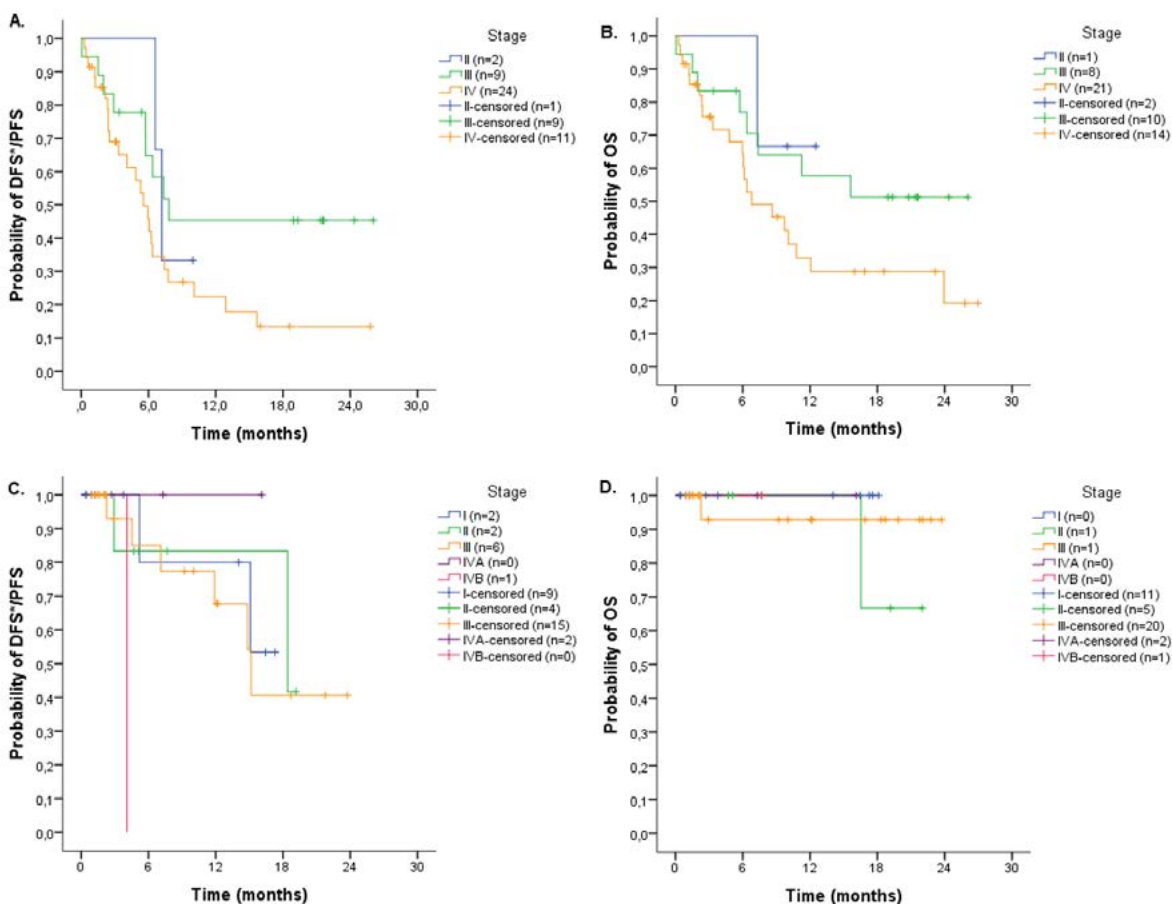 A.
Probability of DFS*/PFS
1,0
0,9
0,8
0,7
0,6
0,5
0,4
0,3
0,2
0,1
0,0
,0 6,0 12,0 18,0 24,0 30,0
Time (months)
Stage
II (n=2)
III (n=9)
IV (n=24)
II-censored (n=1)
III-censored (n=9)
IV-censored (n=11)
B.
Probability of OS
1,0
0,9
0,8
0,7
0,6
0,5
0,4
0,3
0,2
0,1
0,0
0 6 12 18 24 30
Time (months)
Stage
II (n=1)
III (n=8)
IV (n=21)
II-censored (n=2)
III-censored (n=10)
IV-censored (n=14)
C.
Probability of DFS*/PFS
1,0
0,9
0,8
0,7
0,6
0,5
0,4
0,3
0,2
0,1
0,0
0 6 12 18 24
Time (months)
Stage
I (n=2)
II (n=2)
III (n=6)
IVA (n=0)
IVB (n=1)
I-censored (n=9)
II-censored (n=4)
III-censored (n=15)
IVA-censored (n=2)
IVB-censored (n=0)
D.
Probability of OS
1,0
0,9
0,8
0,7
0,6
0,5
0,4
0,3
0,2
0,1
0,0
0 6 12 18 24 30
Time (months)
Stage
I (n=0)
II (n=1)
III (n=1)
IVA (n=0)
IVB (n=0)
I-censored (n=11)
II-censored (n=5)
III-censored (n=20)
IVA-censored (n=2)
IVB-censored (n=1)